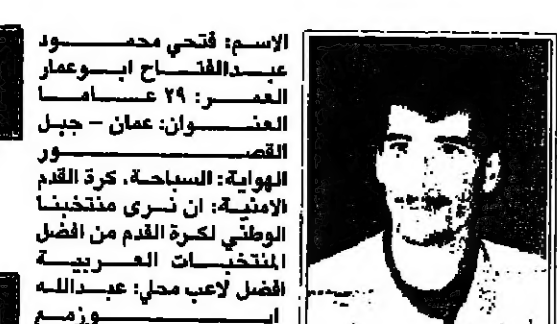 الاسم: فتحي محمود
عبدالفتاح ابوعمار
العمر: ٢٩ عاما
العنوان: عمان – جبل
القصور
الهواية: السباحة، كرة القدم
الامنية: ان نرى منتخبنا
الوطني لكرة القدم من افضل
المنتخبات العربية
افضل لاعب محلي: عبدالله
ابوزمع